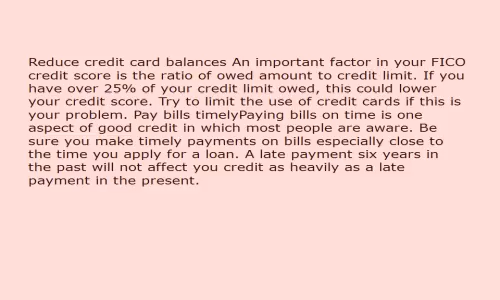 Reduce credit card balances An important factor in your FICO
credit score is the ratio of owed amount to credit limit. If you
have over 25% of your credit limit owed, this could lower
your credit score. Try to limit the use of credit cards if this is
your problem. Pay bills timelyPaying bills on time is one
aspect of good credit in which most people are aware. Be
sure you make timely payments on bills especially close to
the time you apply for a loan. A late payment six years in
the past will not affect you credit as heavily as a late
payment in the present.